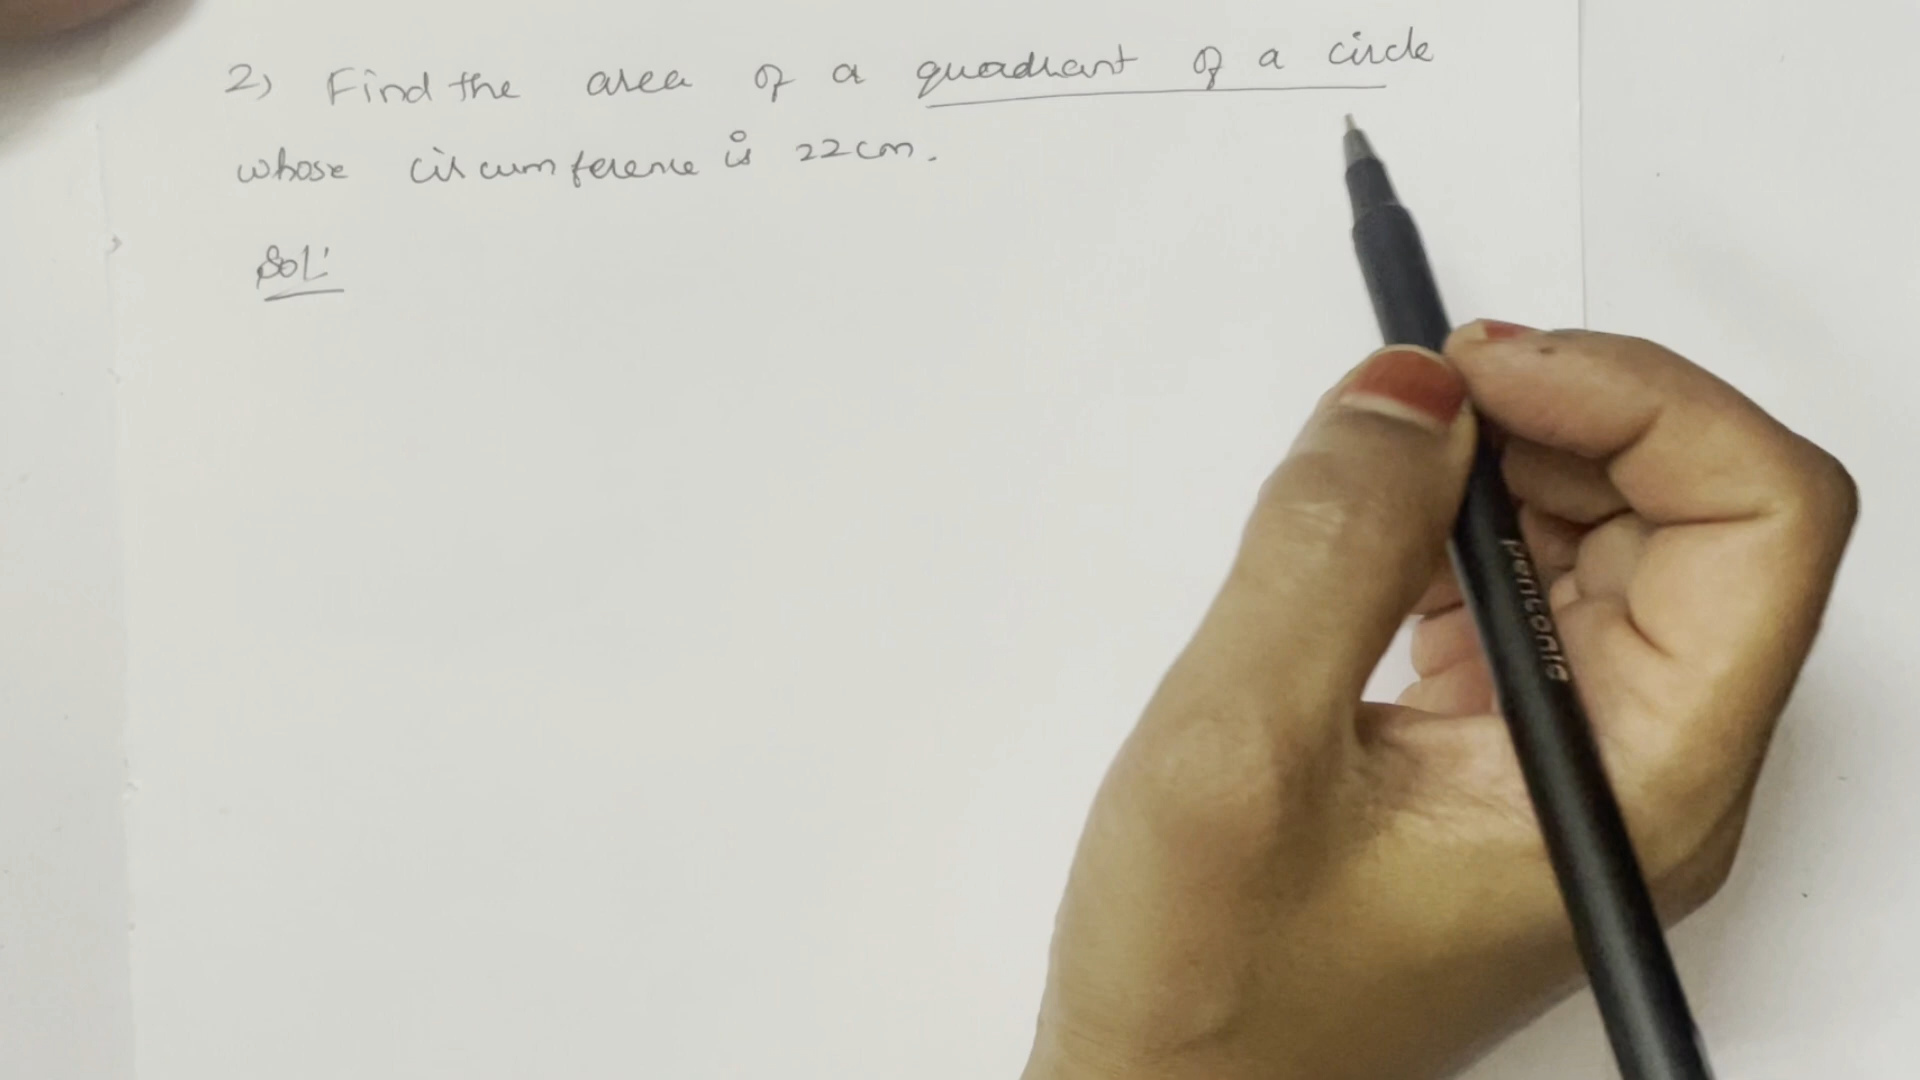 2) Find the area of a quadrant of a circle
whose circumference is 22cm.
Sol:
pentonic